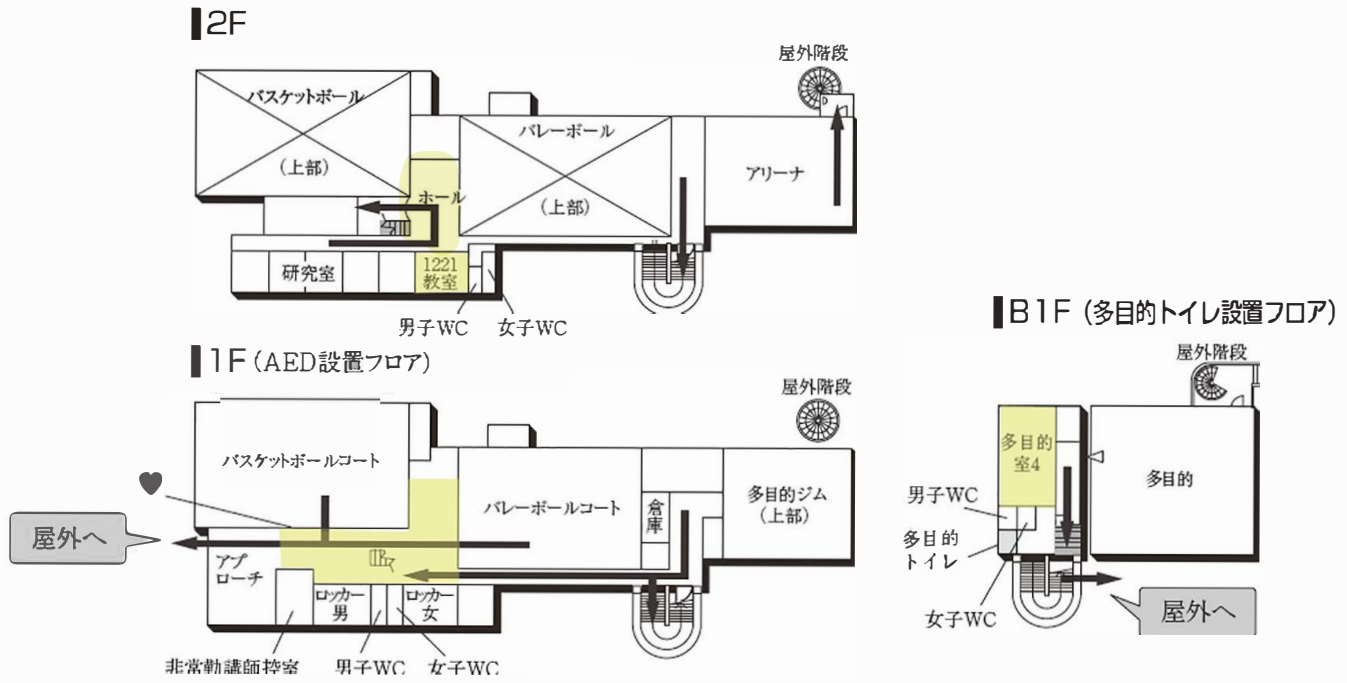 2F
屋外階段
バスケットボール
(上部)
バレーボール
(上部)
アリーナ
ホール
研究室
1221
教室
男子WC
女子WC
1F(AED設置フロア)
屋外階段
バスケットボールコート
バレーボールコート
倉庫
多目的ジム
(上部)
屋外へ
アプ
ローチ
ロッカー
男
ロッカー
女
非常勤講師控室
男子WC
女子WC
B1F(多目的トイレ設置フロア)
屋外階段
多目的
室4
多目的
男子WC
多目的
トイレ
女子WC
屋外へ